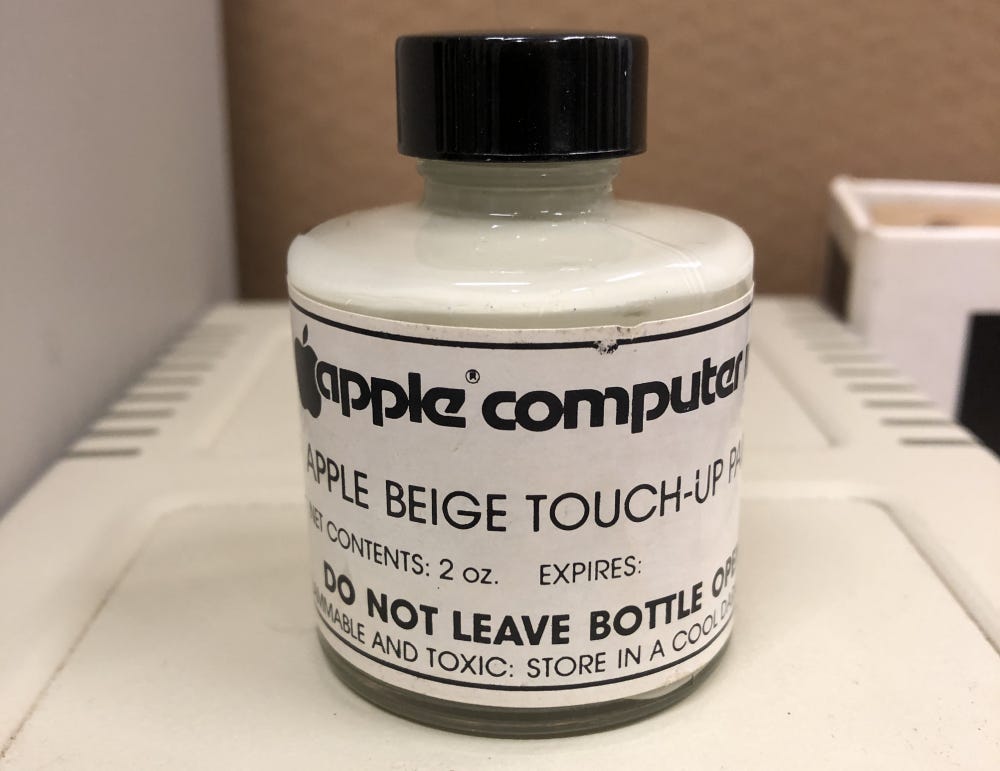 apple® computer
APPLE BEIGE TOUCH-UP
NET CONTENTS: 2 oz. EXPIRES:
DO NOT LEAVE BOTTLE
AND TOXIC: STORE IN A COOL